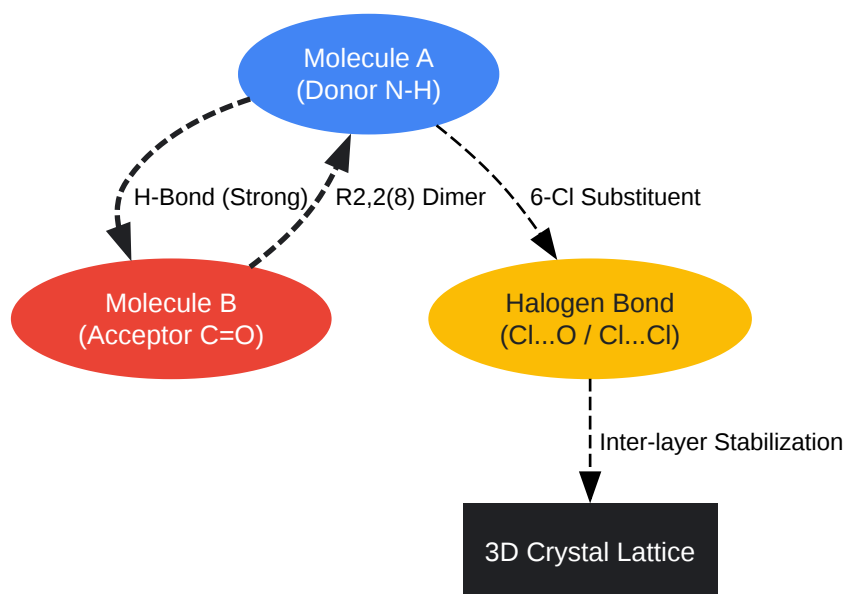 Molecule A
(Donor N-H)
H-Bond (Strong)
R2,2(8) Dimer
6-Cl Substituent
Molecule B
(Acceptor C=O)
Halogen Bond
(Cl...O / Cl...Cl)
Inter-layer Stabilization
3D Crystal Lattice